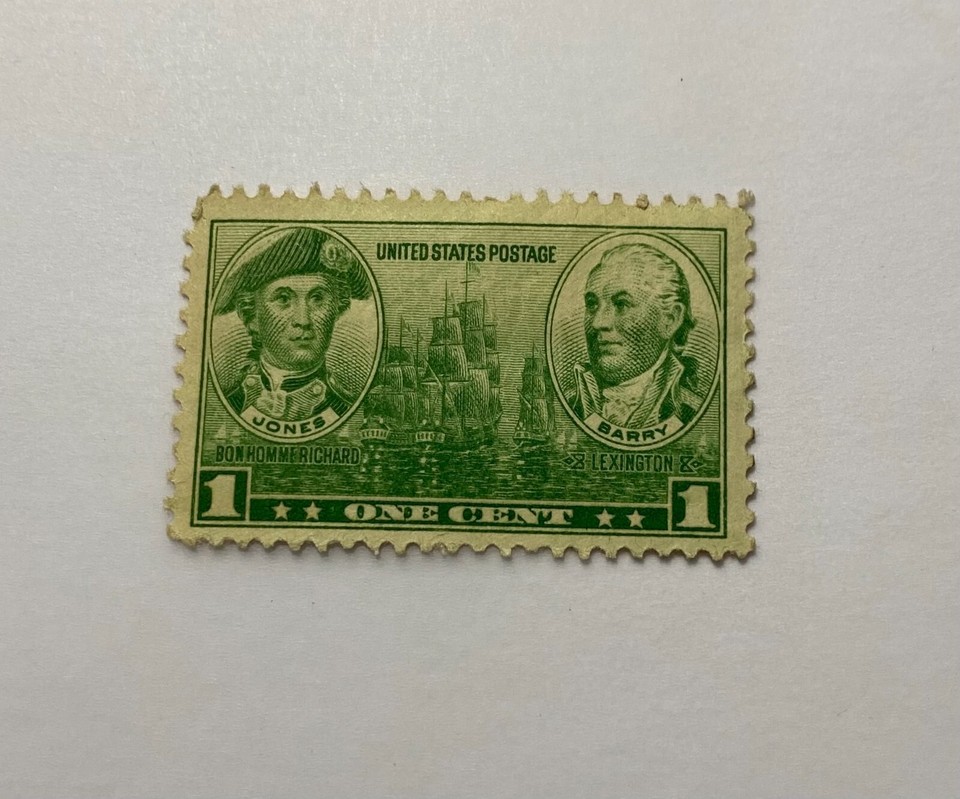 UNITED STATES POSTAGE
JONES
BARRY
BON HOMME RICHARD
LEXINGTON
1
ONE CENT
1